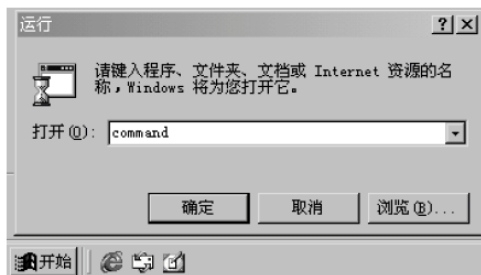 运行
请键入程序、文件夹、文档或 Internet 资源的名
称，Windows 将为您打开它。
打开(O): command
确定 取消 浏览(B)...
开始